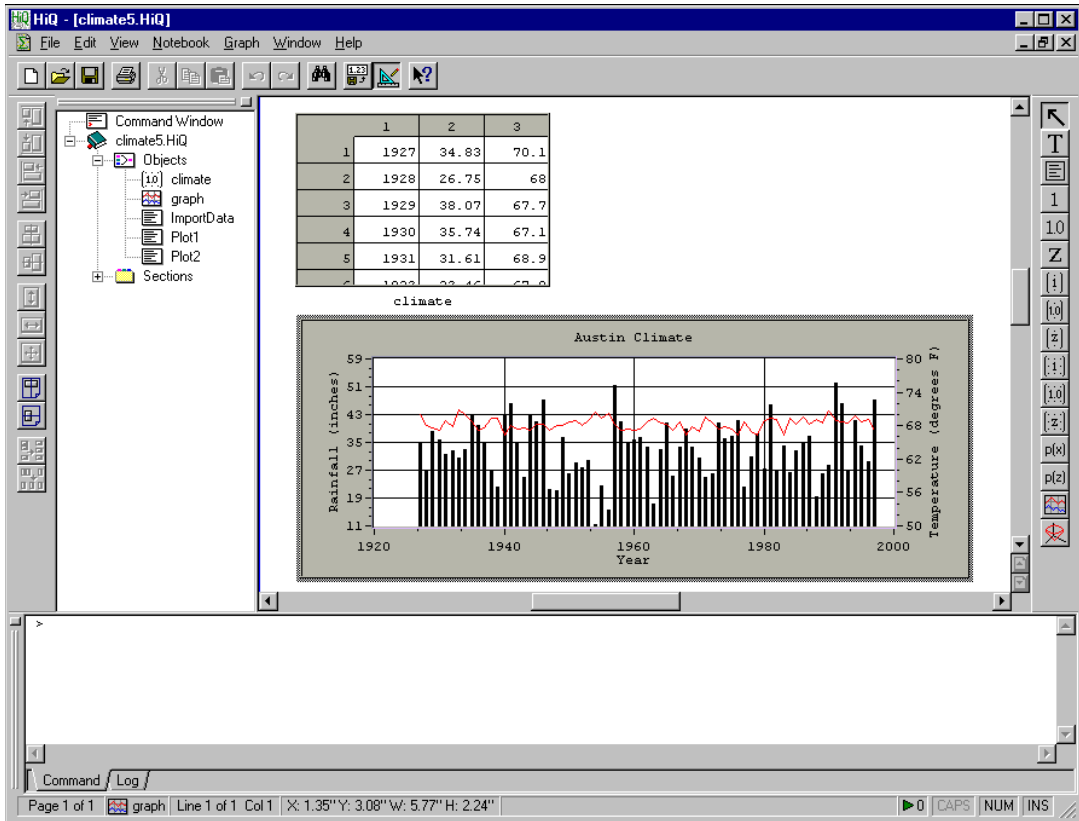 HiQ - [climate5.HiQ]
File Edit View Notebook Graph Window Help
Command Window
climate5.HiQ
Objects
climate
graph
ImportData
Plot1
Plot2
Sections
1 2 3
1 1927 34.83 70.1
2 1928 26.75 68
3 1929 38.07 67.7
4 1930 35.74 67.1
5 1931 31.61 68.9
climate
Austin Climate
Rainfall (inches)
59
51
43
35
27
19
11
80
74
68
62
56
50
Temperature (degrees F)
1920 1940 1960 1980 2000
Year
T
1
1.0
Z
(i)
(1.0)
(z)
[:i:]
[1.0]
[:z:]
p(x)
p(z)
>
Command Log
Page 1 of 1 graph Line 1 of 1 Col 1 X: 1.35" Y: 3.08" W: 5.77" H: 2.24" 0 CAPS NUM INS